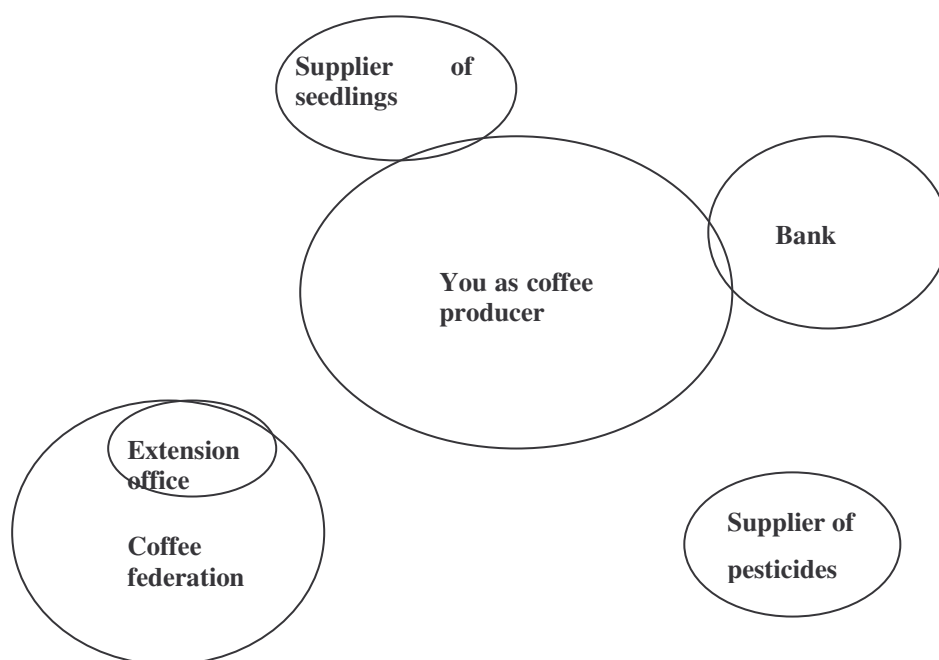 Supplier of
seedlings
Bank
You as coffee
producer
Extension
office
Coffee
federation
Supplier of
pesticides